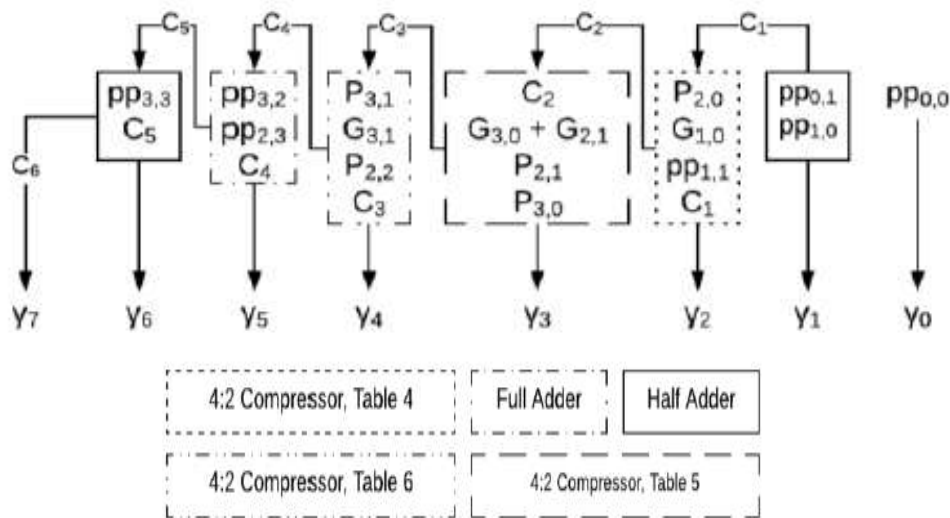 C₅ C₄ C₃ C₂ C₁
pp₃,₃ pp₃,₂ P₃,₁ C₂ P₂,₀ pp₀,₁ pp₀,₀
C₅ pp₂,₃ G₃,₁ G₃,₀ + G₂,₁ G₁,₀ pp₁,₀
C₆ C₄ P₂,₂ P₂,₁ pp₁,₁
C₃ P₃,₀ C₁
y₇ y₆ y₅ y₄ y₃ y₂ y₁ y₀
4:2 Compressor, Table 4 Full Adder Half Adder
4:2 Compressor, Table 6 4:2 Compressor, Table 5